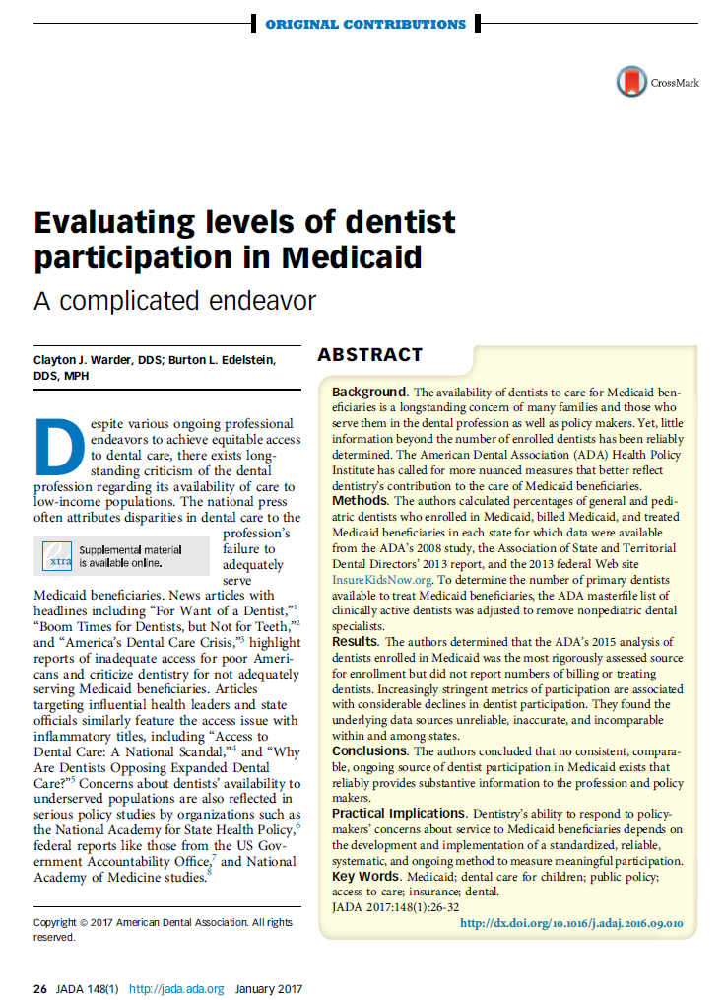 ORIGINAL CONTRIBUTIONS
CrossMark
Evaluating levels of dentist
participation in Medicaid
A complicated endeavor
Clayton J. Warder, DDS; Burton L. Edelstein,
DDS, MPH
Despite various ongoing professional
endeavors to achieve equitable access
to dental care, there exists long-
standing criticism of the dental
profession regarding its availability of care to
low-income populations. The national press
often attributes disparities in dental care to the
profession's
failure to
adequately
serve
xtra
Supplemental material
is available online.
Medicaid beneficiaries. News articles with
headlines including “For Want of a Dentist,”1
“Boom Times for Dentists, but Not for Teeth,”2
and “America's Dental Care Crisis,”3 highlight
reports of inadequate access for poor Ameri-
cans and criticize dentistry for not adequately
serving Medicaid beneficiaries. Articles
targeting influential health leaders and state
officials similarly feature the access issue with
inflammatory titles, including “Access to
Dental Care: A National Scandal,”4 and “Why
Are Dentists Opposing Expanded Dental
Care?”5 Concerns about dentists' availability to
underserved populations are also reflected in
serious policy studies by organizations such as
the National Academy for State Health Policy,6
federal reports like those from the US Gov-
ernment Accountability Office,7 and National
Academy of Medicine studies.8
Copyright © 2017 American Dental Association. All rights
reserved.
ABSTRACT
Background. The availability of dentists to care for Medicaid ben-
eficiaries is a longstanding concern of many families and those who
serve them in the dental profession as well as policy makers. Yet, little
information beyond the number of enrolled dentists has been reliably
determined. The American Dental Association (ADA) Health Policy
Institute has called for more nuanced measures that better reflect
dentistry's contribution to the care of Medicaid beneficiaries.
Methods. The authors calculated percentages of general and pedi-
atric dentists who enrolled in Medicaid, billed Medicaid, and treated
Medicaid beneficiaries in each state for which data were available
from the ADA's 2008 study, the Association of State and Territorial
Dental Directors' 2013 report, and the 2013 federal Web site
InsureKidsNow.org. To determine the number of primary dentists
available to treat Medicaid beneficiaries, the ADA masterfile list of
clinically active dentists was adjusted to remove nonpediatric dental
specialists.
Results. The authors determined that the ADA's 2015 analysis of
dentists enrolled in Medicaid was the most rigorously assessed source
for enrollment but did not report numbers of billing or treating
dentists. Increasingly stringent metrics of participation are associated
with considerable declines in dentist participation. They found the
underlying data sources unreliable, inaccurate, and incomparable
within and among states.
Conclusions. The authors concluded that no consistent, compara-
ble, ongoing source of dentist participation in Medicaid exists that
reliably provides substantive information to the profession and policy
makers.
Practical Implications. Dentistry's ability to respond to policy-
makers' concerns about service to Medicaid beneficiaries depends on
the development and implementation of a standardized, reliable,
systematic, and ongoing method to measure meaningful participation.
Key Words. Medicaid; dental care for children; public policy;
access to care; insurance; dental.
JADA 2017:148(1):26-32
http://dx.doi.org/10.1016/j.adaj.2016.09.010
26 JADA 148(1) http://jada.ada.org January 2017